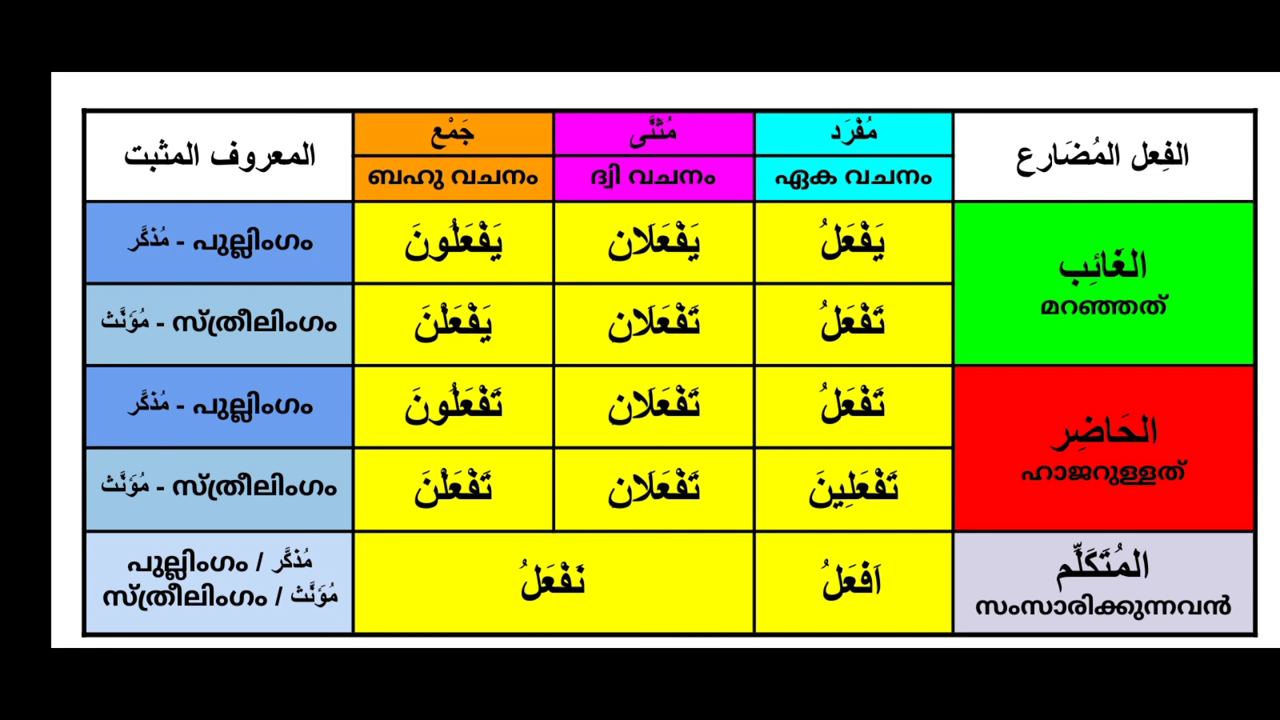 الفِعل المُضَارع
مُفْرَد
مُثَنَّى
جَمْع
المعروف المثبت
ഏക വചനം
ദ്വി വചനം
ബഹു വചനം
الغَائِب
മറഞ്ഞത്
يَفْعَلُ
يَفْعَلَان
يَفْعَلُونَ
പുല്ലിംഗം - مُذَكَّر
تَفْعَلُ
تَفْعَلَان
يَفْعَلْنَ
സ്ത്രീലിംഗം - مُوَنَّث
الحَاضِر
ഹാജറുള്ളത്
تَفْعَلُ
تَفْعَلَان
تَفْعَلُونَ
പുല്ലിംഗം - مُذَكَّر
تَفْعَلِينَ
تَفْعَلَان
تَفْعَلْنَ
സ്ത്രീലിംഗം - مُوَنَّث
المُتَكَلِّم
സംസാരിക്കുന്നവൻ
اَفْعَلُ
نَفْعَلُ
പുല്ലിംഗം / مُذَكَّر
സ്ത്രീലിംഗം / مُوَنَّث